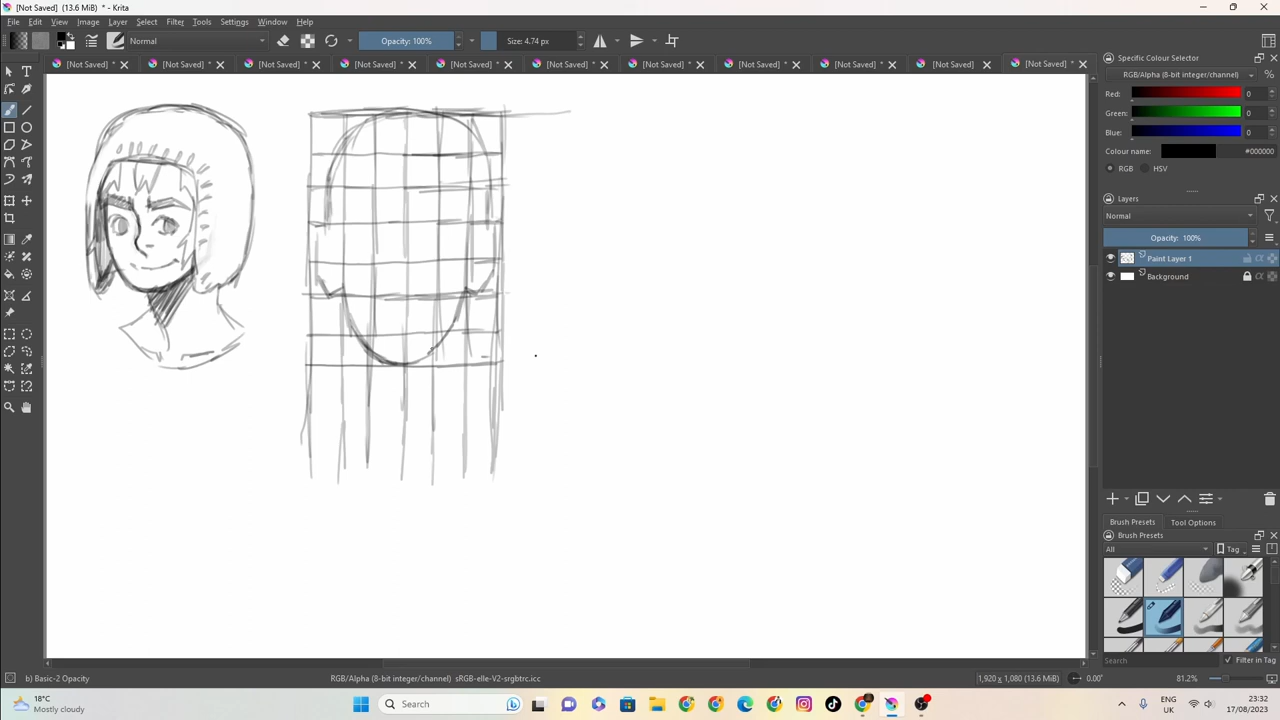 [Not Saved] (13.6 MiB) * - Krita
File Edit View Image Layer Select Filter Tools Settings Window Help
Normal Opacity: 100% Size: 4.74 px
[Not Saved] * [Not Saved] * [Not Saved] * [Not Saved] * [Not Saved] * [Not Saved] * [Not Saved] * [Not Saved] * [Not Saved] * [Not Saved] [Not Saved] *
Specific Colour Selector
RGB/Alpha (8-bit integer/channel) %
Red: 0
Green: 0
Blue: 0
Colour name: #000000
RGB HSV
Layers
Normal
Opacity: 100%
Paint Layer 1
Background
Brush Presets Tool Options
Brush Presets
All Tag
Search Filter in Tag
b) Basic-2 Opacity RGB/Alpha (8-bit integer/channel) sRGB-elle-V2-srgbtrc.icc 1,920 x 1,080 (13.6 MiB) 0.00° 81.2%
18°C
Mostly cloudy
Search
ENG
UK
23:32
17/08/2023